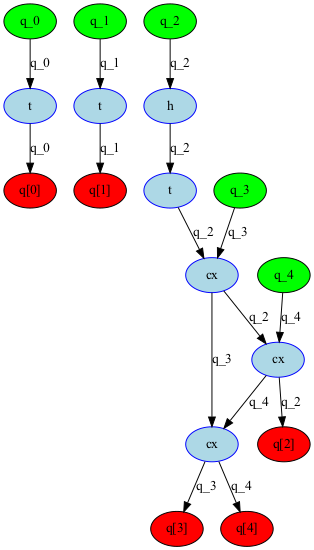 q_0 q_1 q_2
q_0 q_1 q_2
t t h
q_0 q_1 q_2
q[0] q[1] t q_3
q_2 q_3
cx q_4
q_2 q_4
q_3 cx
q_4 q_2
cx q[2]
q_3 q_4
q[3] q[4]